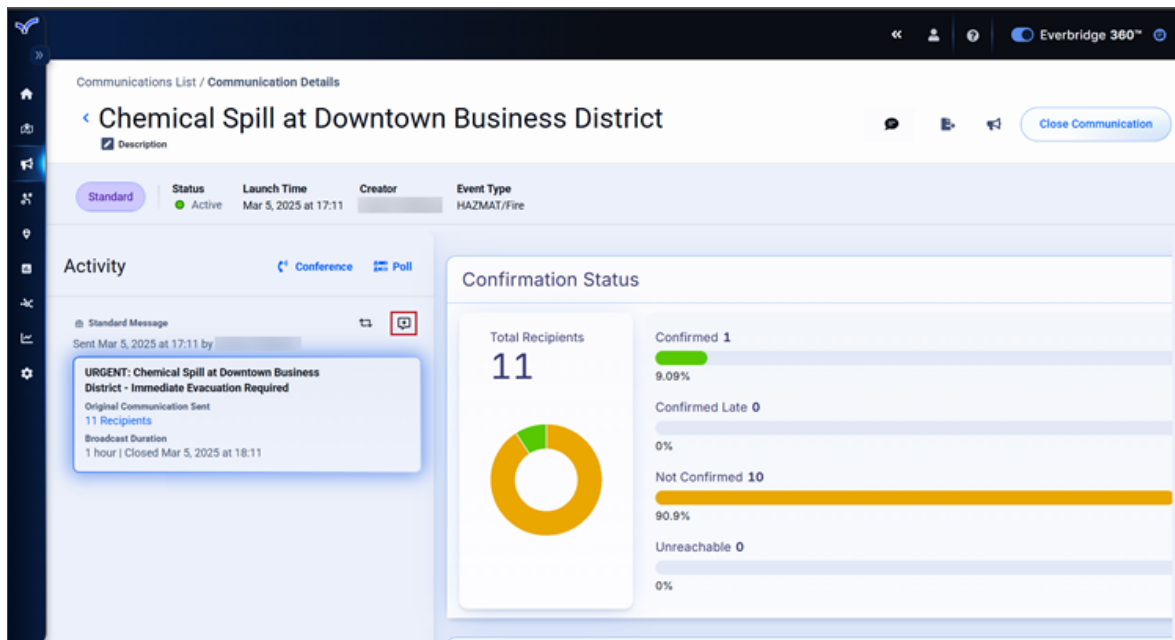 Everbridge 360™
Communications List / Communication Details
Chemical Spill at Downtown Business District
Description
Close Communication
Standard
Status
Active
Launch Time
Mar 5, 2025 at 17:11
Creator
Event Type
HAZMAT/Fire
Activity
Conference
Poll
Standard Message
Sent Mar 5, 2025 at 17:11 by
URGENT: Chemical Spill at Downtown Business
District - Immediate Evacuation Required
Original Communication Sent
11 Recipients
Broadcast Duration
1 hour | Closed Mar 5, 2025 at 18:11
Confirmation Status
Total Recipients
11
Confirmed 1
9.09%
Confirmed Late 0
0%
Not Confirmed 10
90.9%
Unreachable 0
0%